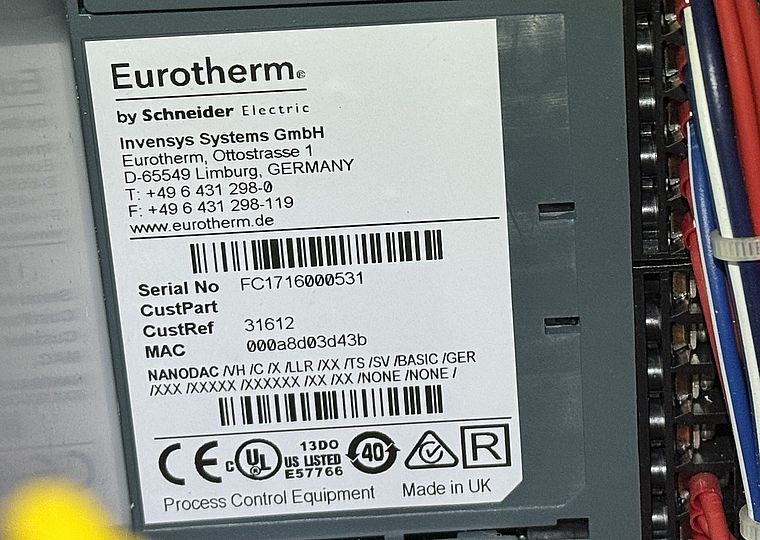 Eurotherm®
by Schneider Electric
Invensys Systems GmbH
Eurotherm, Ottostrasse 1
D-65549 Limburg, GERMANY
T: +49 6 431 298-0
F: +49 6 431 298-119
www.eurotherm.de
Serial No FC1716000531
CustPart
CustRef 31612
MAC 000a8d03d43b
NANODAC /VH /C /X /LLR /XX /TS /SV /BASIC /GER
/XXX /XXXXX /XXXXXX /XX /XX /NONE /NONE /
CE c UL ® US LISTED 13DO E57766 40 R
Process Control Equipment Made in UK